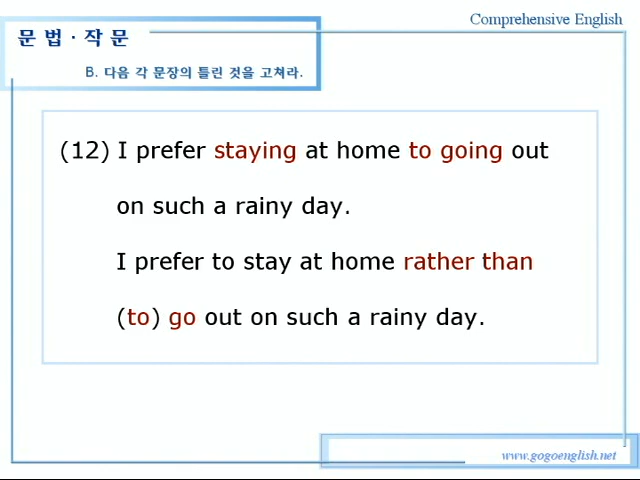 Comprehensive English
문 법 · 작 문
B. 다음 각 문장의 틀린 것을 고쳐라.
(12) I prefer staying at home to going out
on such a rainy day.
I prefer to stay at home rather than
(to) go out on such a rainy day.
www.gogoenglish.net